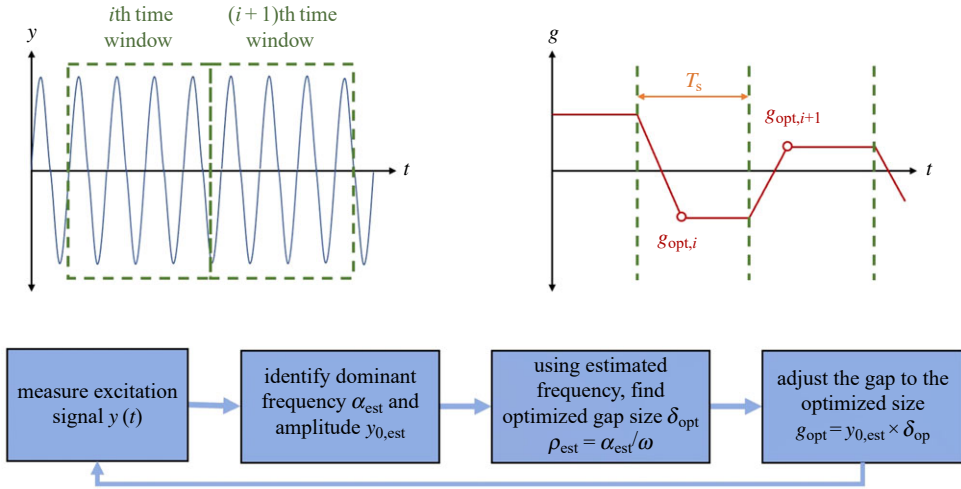 ith time
window
(i + 1)th time
window
y
t
g
Tₛ
g_opt,i+1
g_opt,i
t
measure excitation
signal y (t)
identify dominant
frequency α_est and
amplitude y_0,est
using estimated
frequency, find
optimized gap size δ_opt
ρ_est = α_est/ω
adjust the gap to the
optimized size
g_opt = y_0,est × δ_op